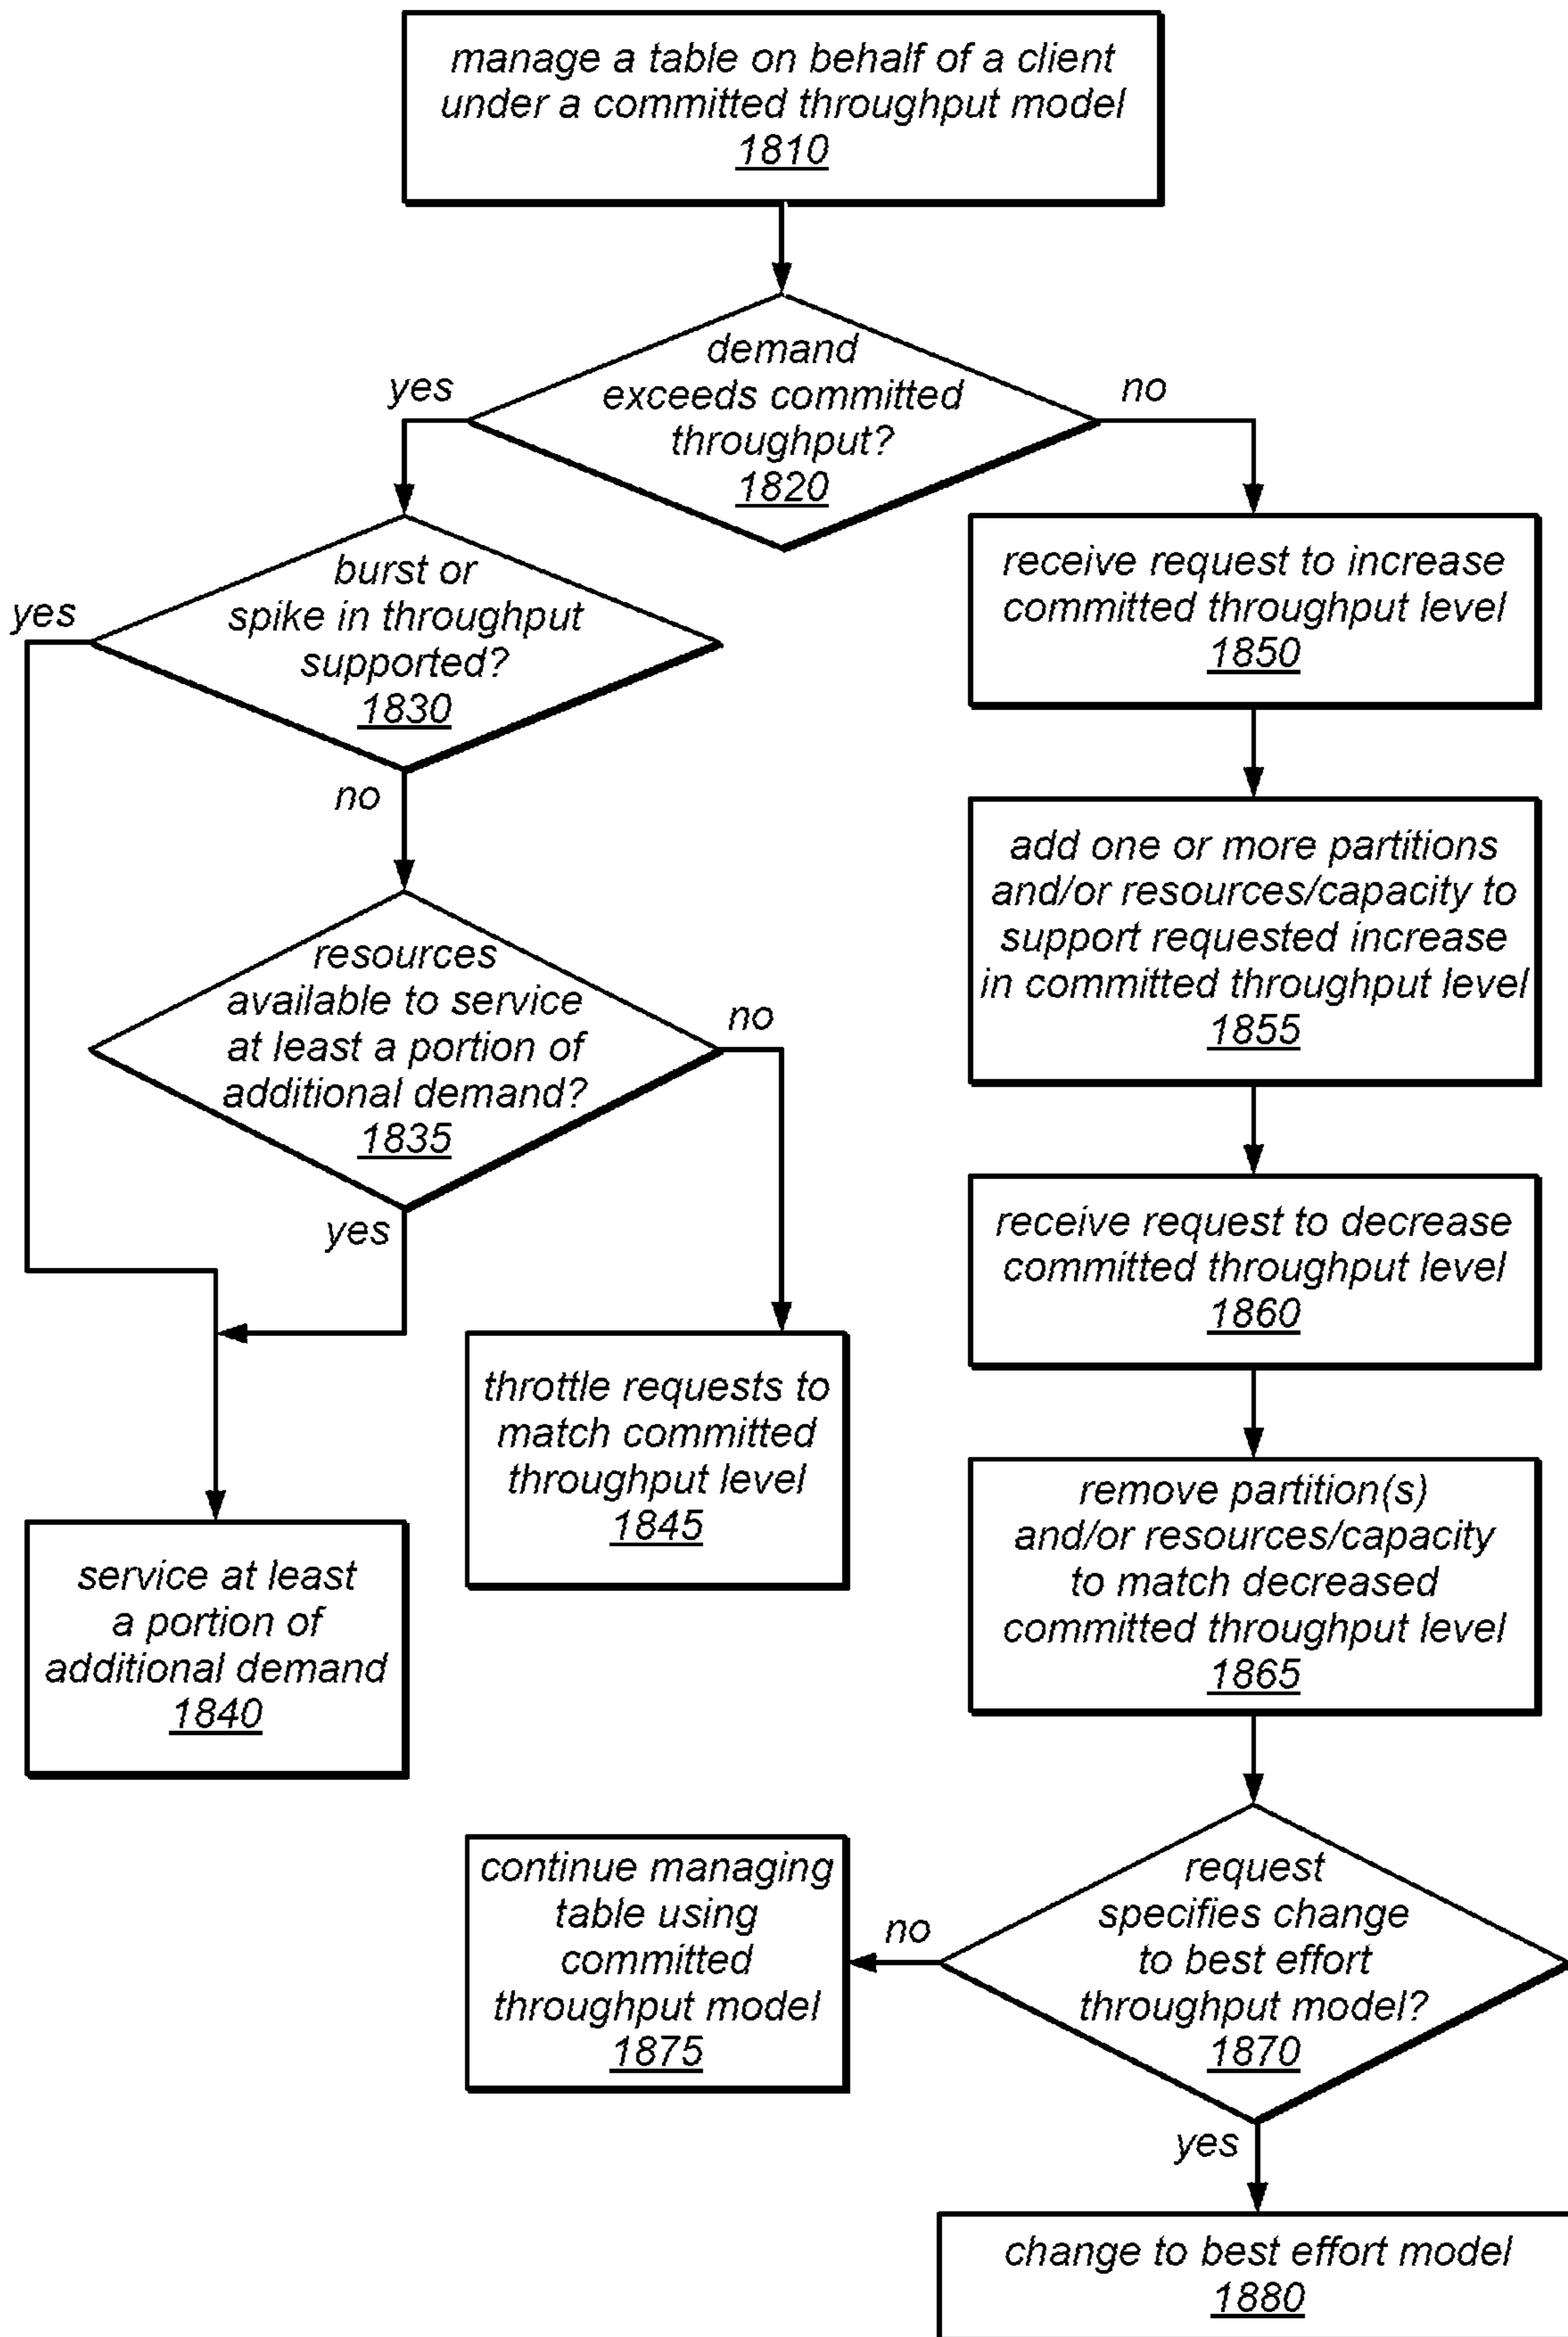 manage a table on behalf of a client
under a committed throughput model
1810
demand
exceeds committed
throughput?
1820
yes
no
burst or
spike in throughput
supported?
1830
yes
no
resources
available to service
at least a portion of
additional demand?
1835
no
yes
throttle requests to
match committed
throughput level
1845
service at least
a portion of
additional demand
1840
receive request to increase
committed throughput level
1850
add one or more partitions
and/or resources/capacity to
support requested increase
in committed throughput level
1855
receive request to decrease
committed throughput level
1860
remove partition(s)
and/or resources/capacity
to match decreased
committed throughput level
1865
request
specifies change
to best effort
throughput model?
1870
no
continue managing
table using
committed
throughput model
1875
yes
change to best effort model
1880